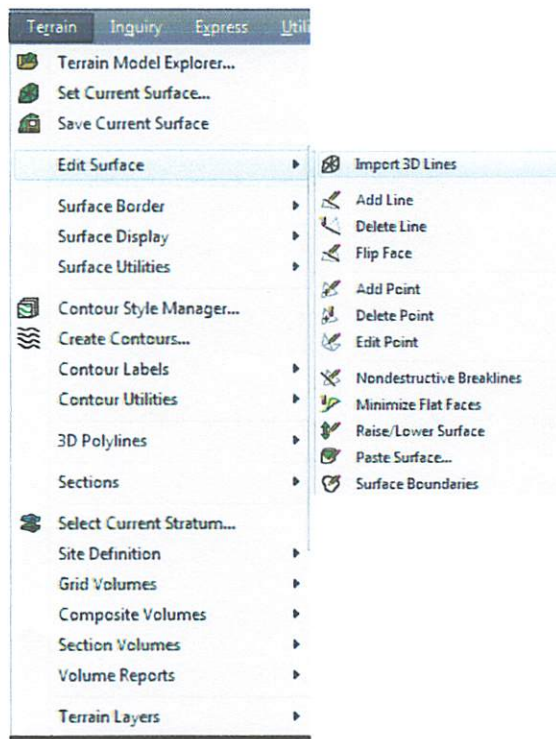 Terrain Inguiry Express Utili
Terrain Model Explorer...
Set Current Surface...
Save Current Surface
Edit Surface
Surface Border
Surface Display
Surface Utilities
Contour Style Manager...
Create Contours...
Contour Labels
Contour Utilities
3D Polylines
Sections
Select Current Stratum...
Site Definition
Grid Volumes
Composite Volumes
Section Volumes
Volume Reports
Terrain Layers
Import 3D Lines
Add Line
Delete Line
Flip Face
Add Point
Delete Point
Edit Point
Nondestructive Breaklines
Minimize Flat Faces
Raise/Lower Surface
Paste Surface...
Surface Boundaries